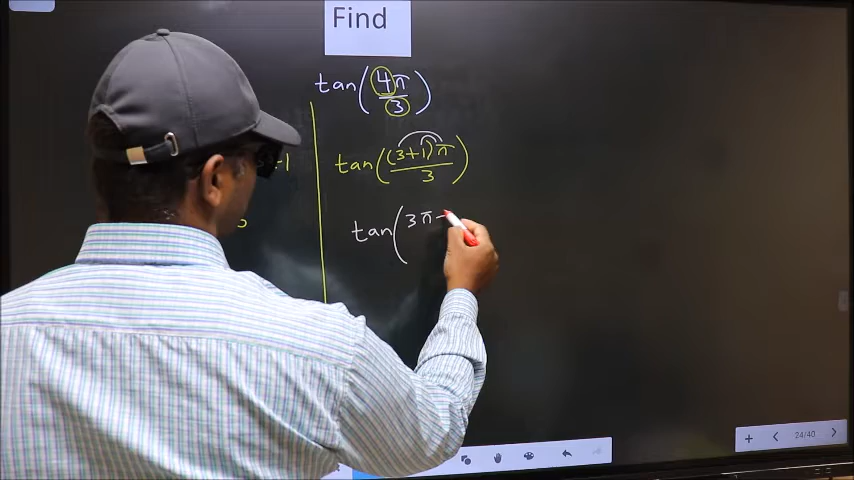 Find
tan(4π/3)
tan((3+1)π/3)
tan(3π
24/40